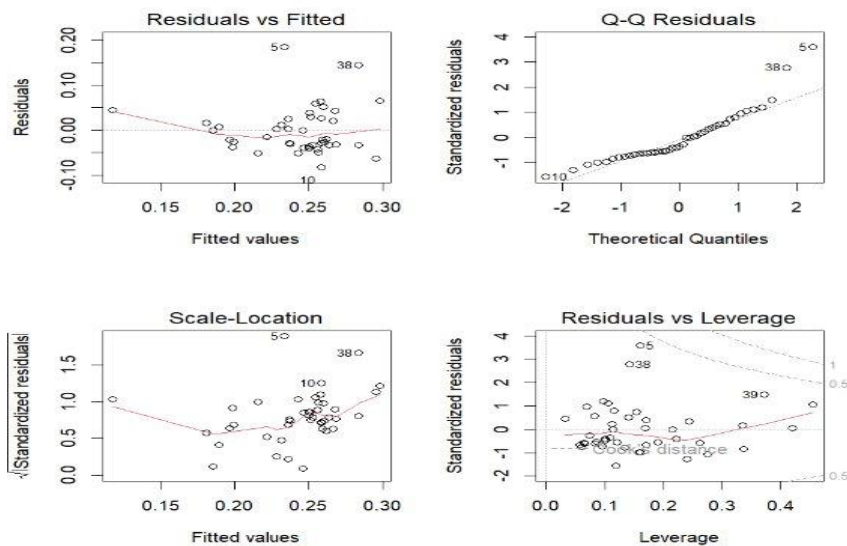 Residuals vs Fitted
Residuals
-0.10 0.00 0.10 0.20
5
38
10
0.15 0.20 0.25 0.30
Fitted values
Q-Q Residuals
Standardized residuals
-1 0 1 2 3 4
5
38
10
-2 -1 0 1 2
Theoretical Quantiles
Scale-Location
√|Standardized residuals|
0.0 0.5 1.0 1.5
5
38
10
0.15 0.20 0.25 0.30
Fitted values
Residuals vs Leverage
Standardized residuals
-2 -1 0 1 2 3 4
5
38
39
Cook's distance
1
0.5
0.5
0.0 0.1 0.2 0.3 0.4
Leverage